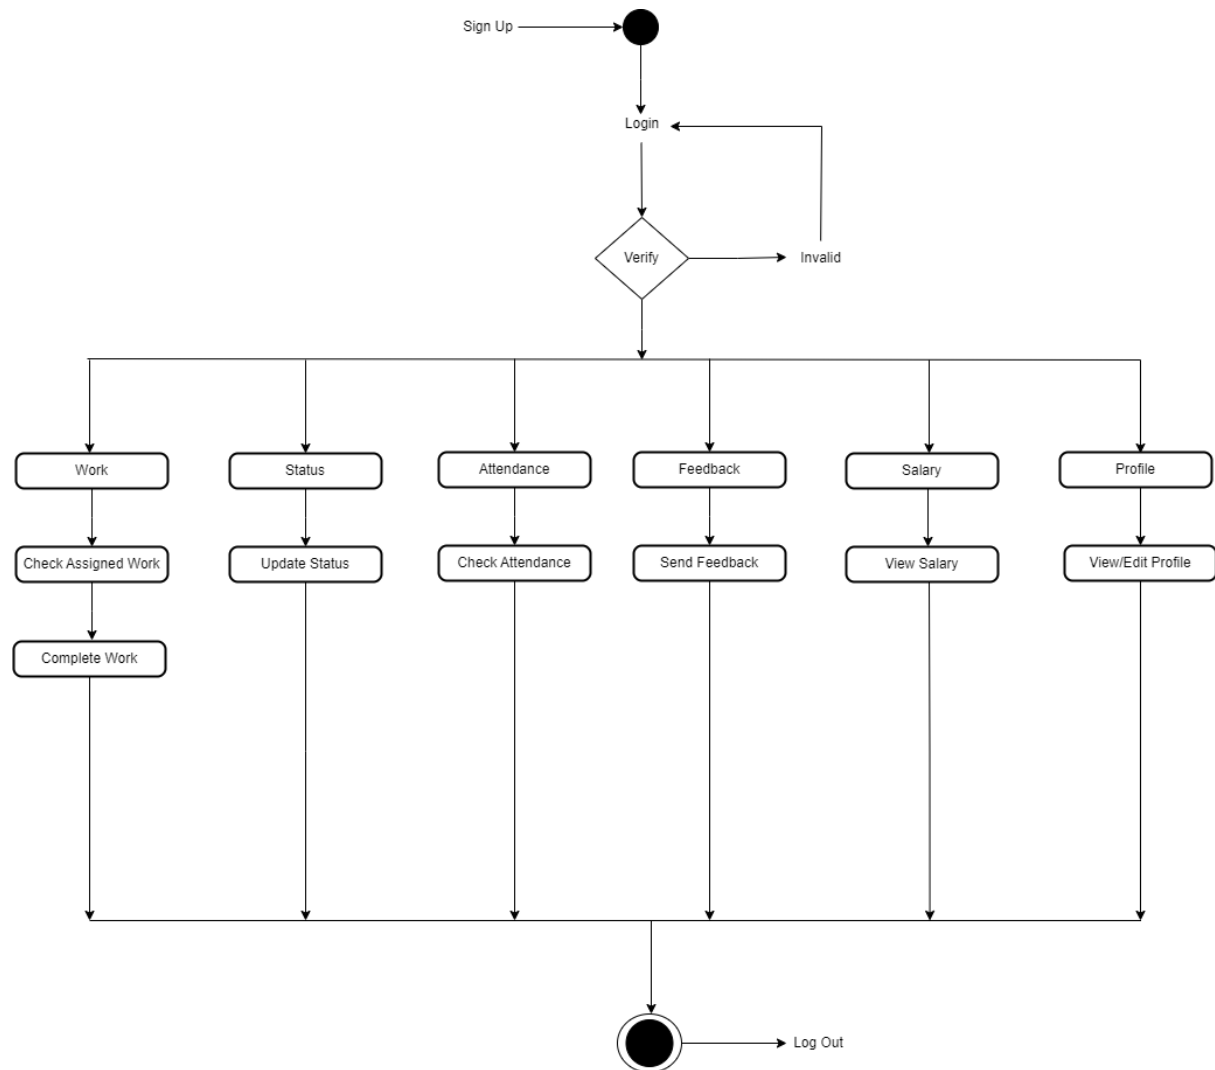 Sign Up
Login
Verify
Invalid
Work
Status
Attendance
Feedback
Salary
Profile
Check Assigned Work
Update Status
Check Attendance
Send Feedback
View Salary
View/Edit Profile
Complete Work
Log Out